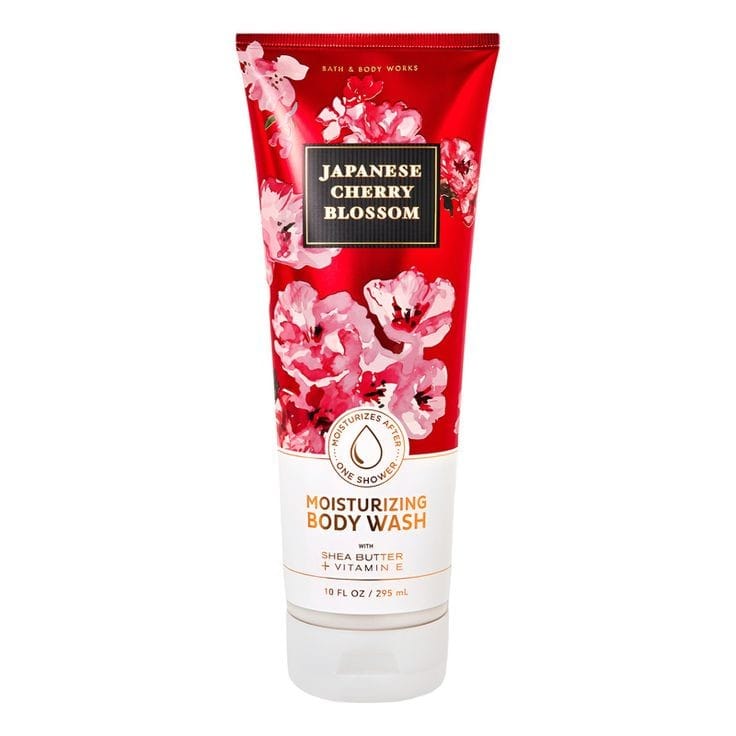 BATH & BODY WORKS
JAPANESE
CHERRY
BLOSSOM
MOISTURIZES AFTER
ONE SHOWER
MOISTURIZING
BODY WASH
WITH
SHEA BUTTER
+ VITAMIN E
10 FL OZ / 295 mL